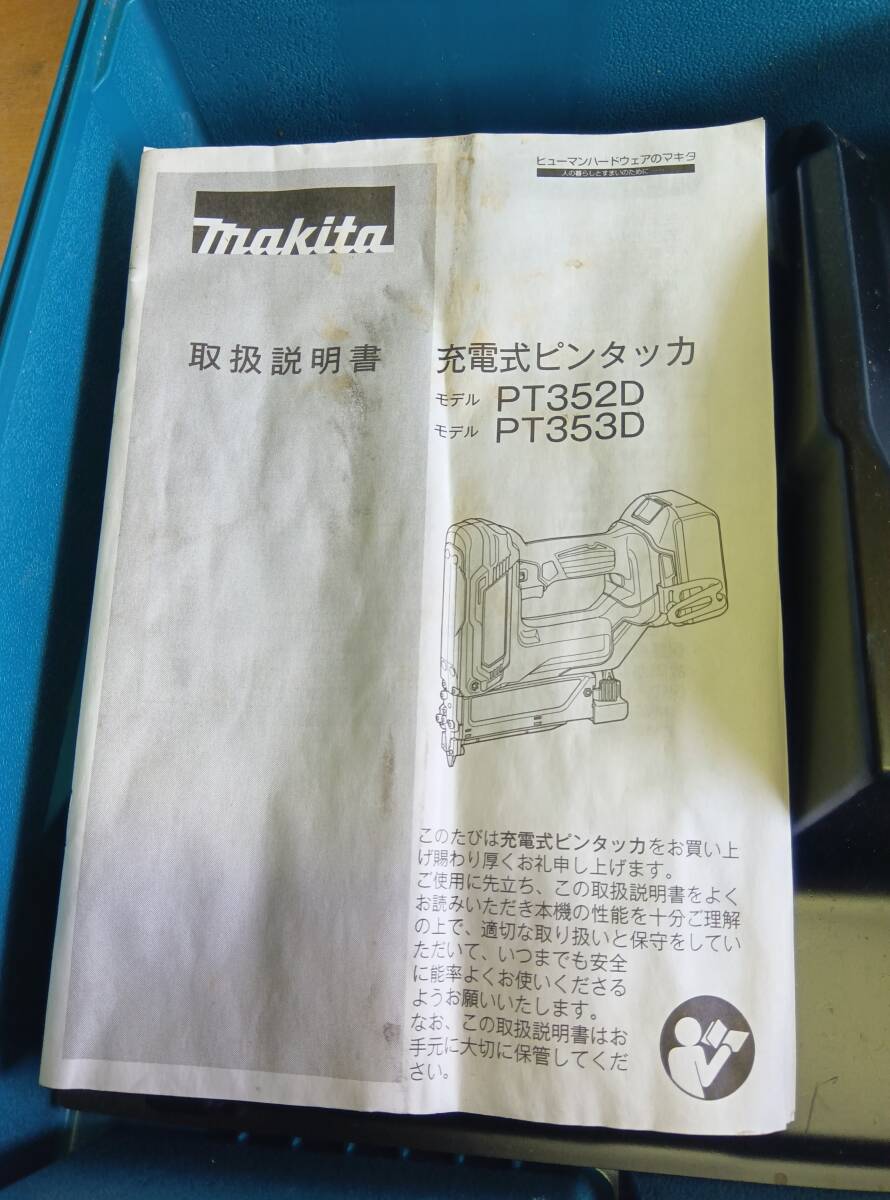 ヒューマンハードウェアのマキタ
人の暮らしとすまいのために
makita
取扱説明書
充電式ピンタッカ
モデル PT352D
モデル PT353D
このたびは充電式ピンタッカをお買い上
げ賜わり厚くお礼申し上げます。
ご使用に先立ち、この取扱説明書をよく
お読みいただき本機の性能を十分ご理解
の上で、適切な取り扱いと保守をしてい
ただいて、いつまでも安全
に能率よくお使いくださる
ようお願いいたします。
なお、この取扱説明書はお
手元に大切に保管してくだ
さい。